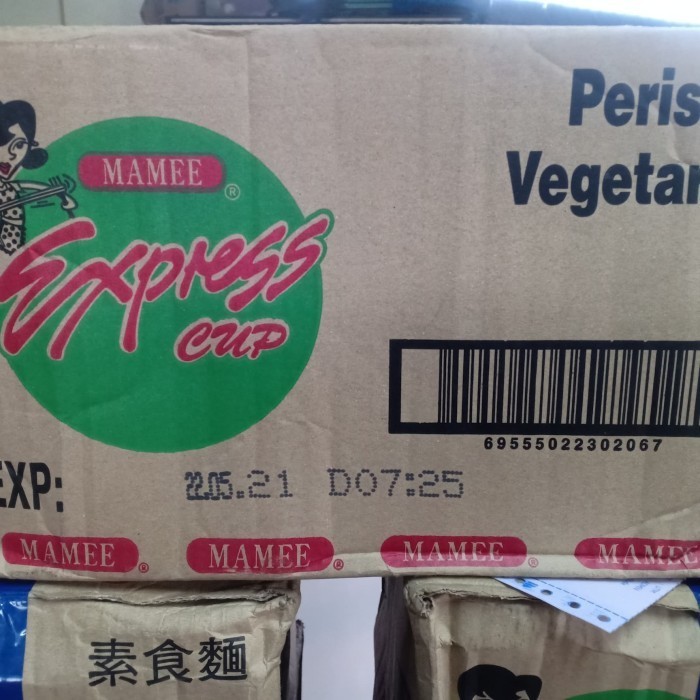 Peris
Vegetar
MAMEE®
Express
CUP
69555022302067
EXP: 22.05.21 D07:25
MAMEE® MAMEE® MAMEE® MAMEE
素食麵